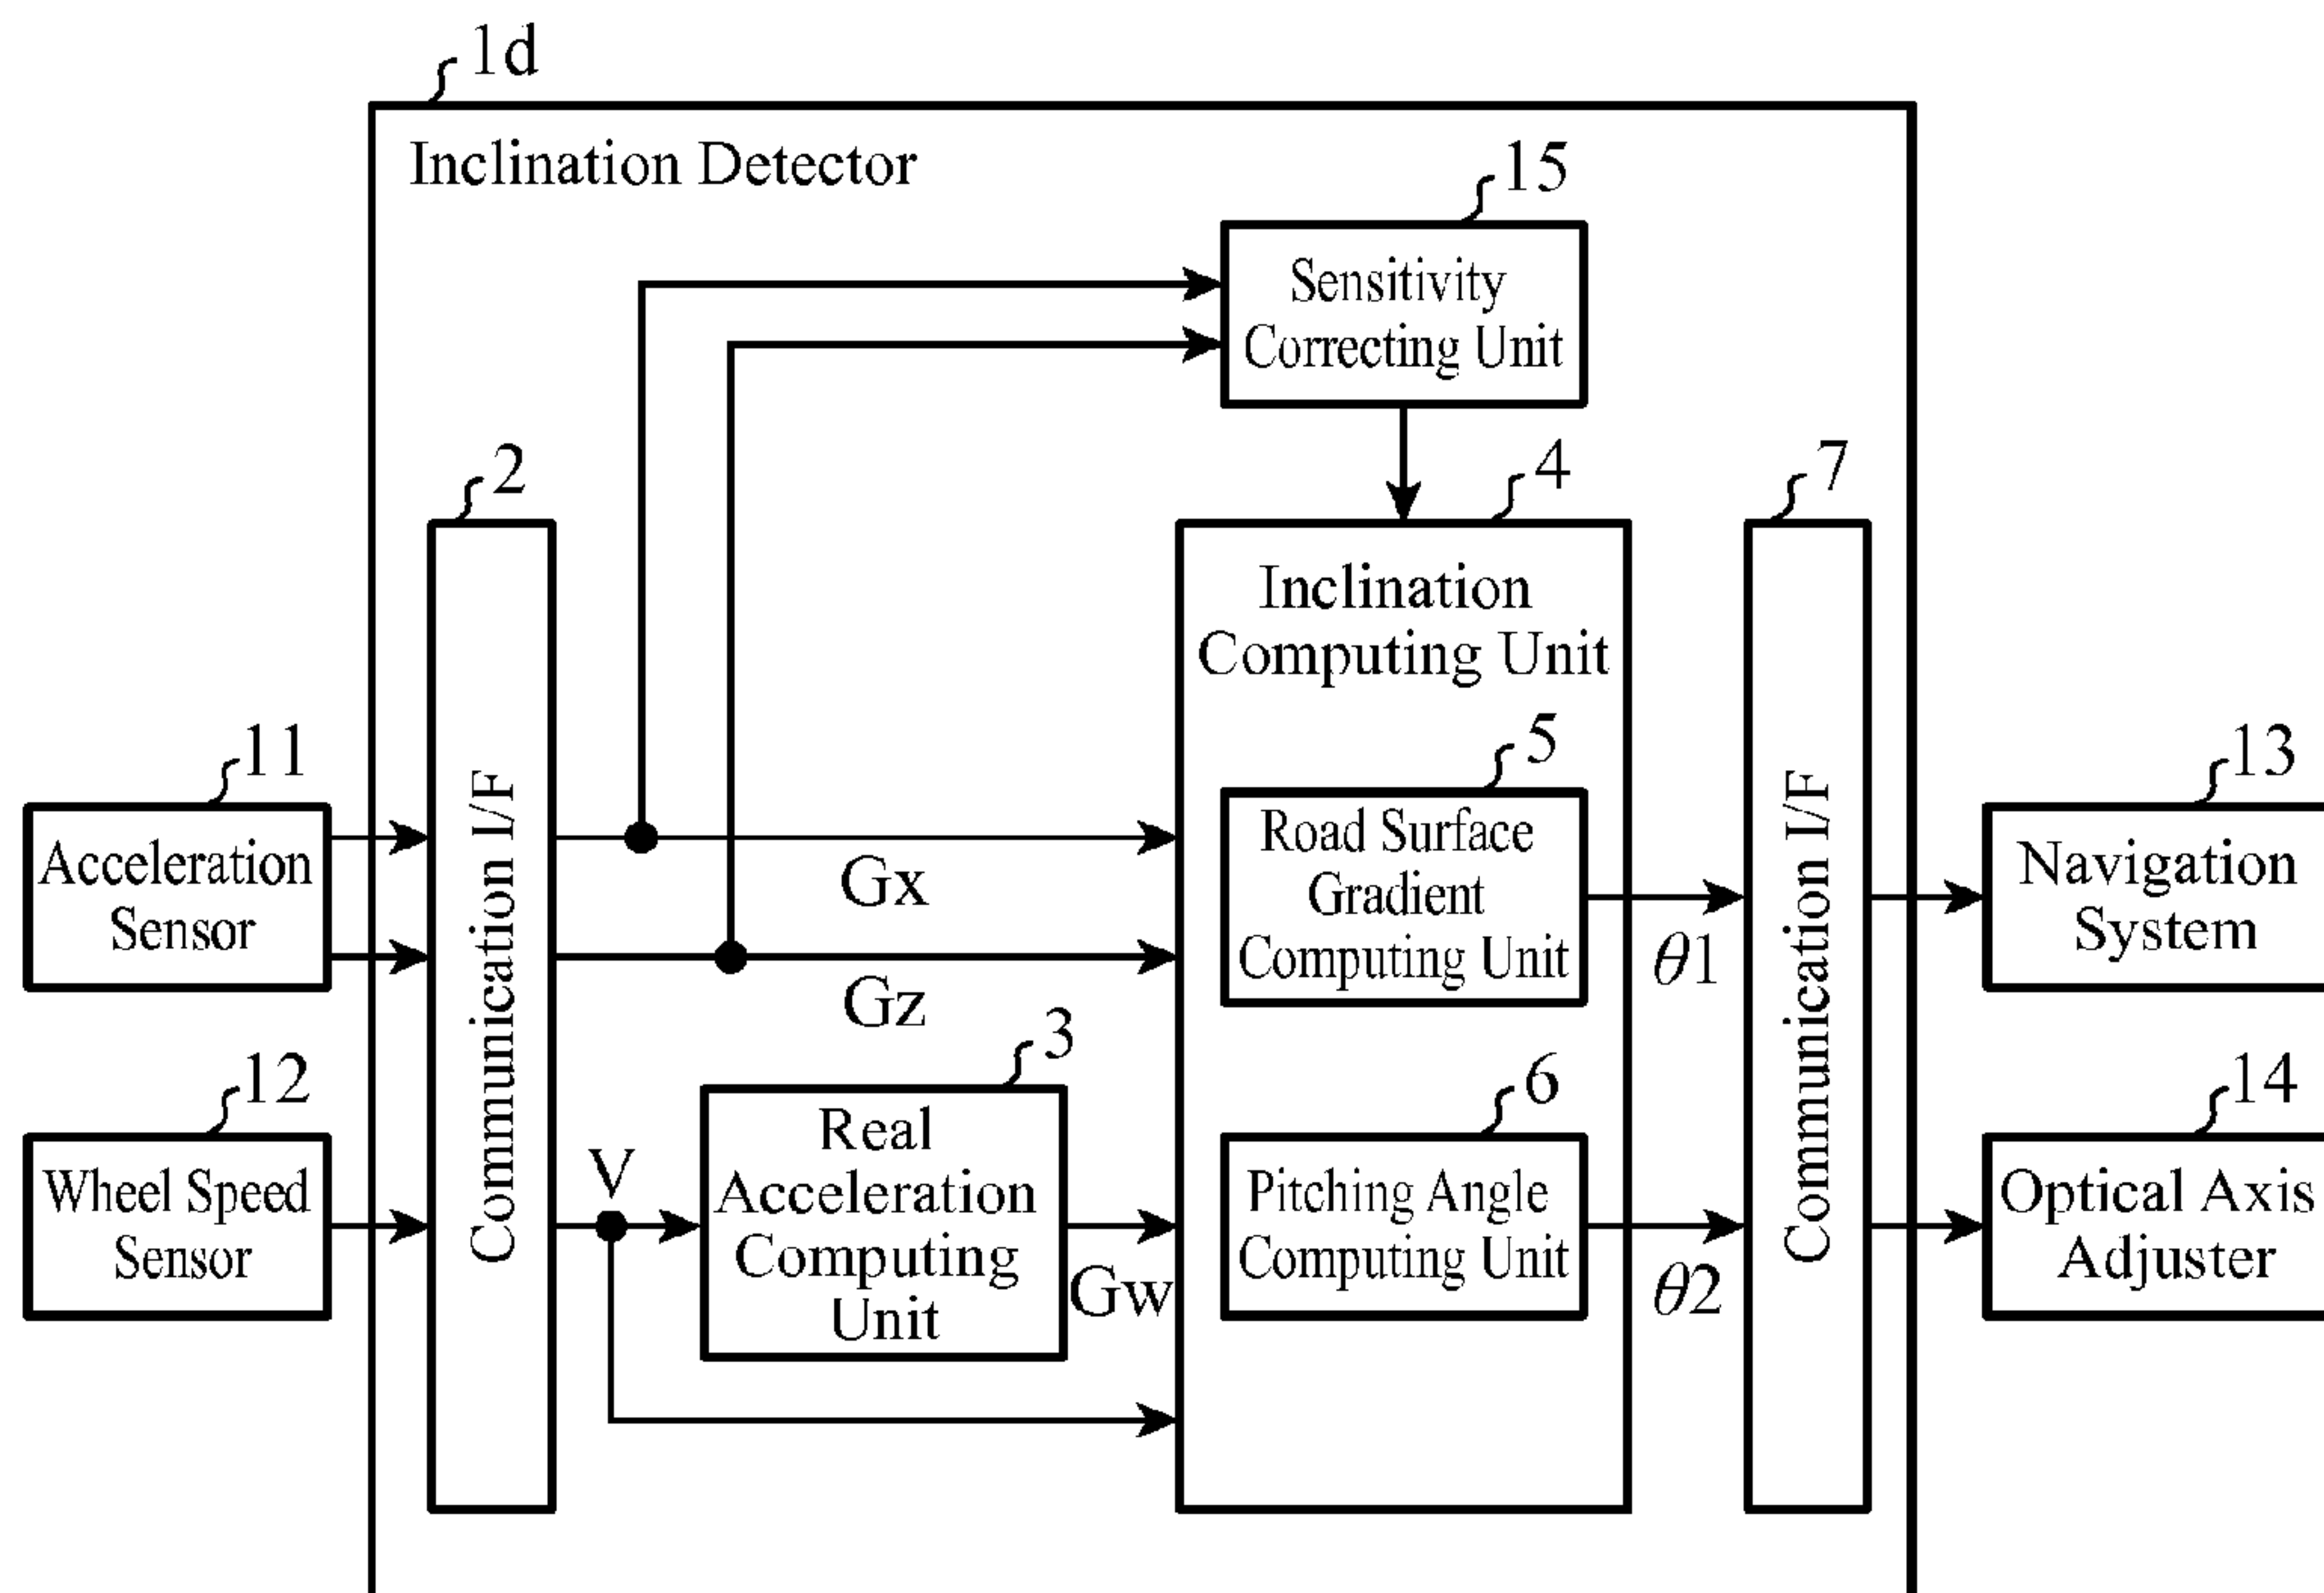 1d
Inclination Detector
15
Sensitivity
Correcting Unit
2
4
7
Inclination
Computing Unit
11
Acceleration
Sensor
Communication I/F
Gx
Gz
5
Road Surface
Gradient
Computing Unit
θ1
Communication I/F
13
Navigation
System
12
Wheel Speed
Sensor
V
3
Real
Acceleration
Computing
Unit
Gw
6
Pitching Angle
Computing Unit
θ2
14
Optical Axis
Adjuster